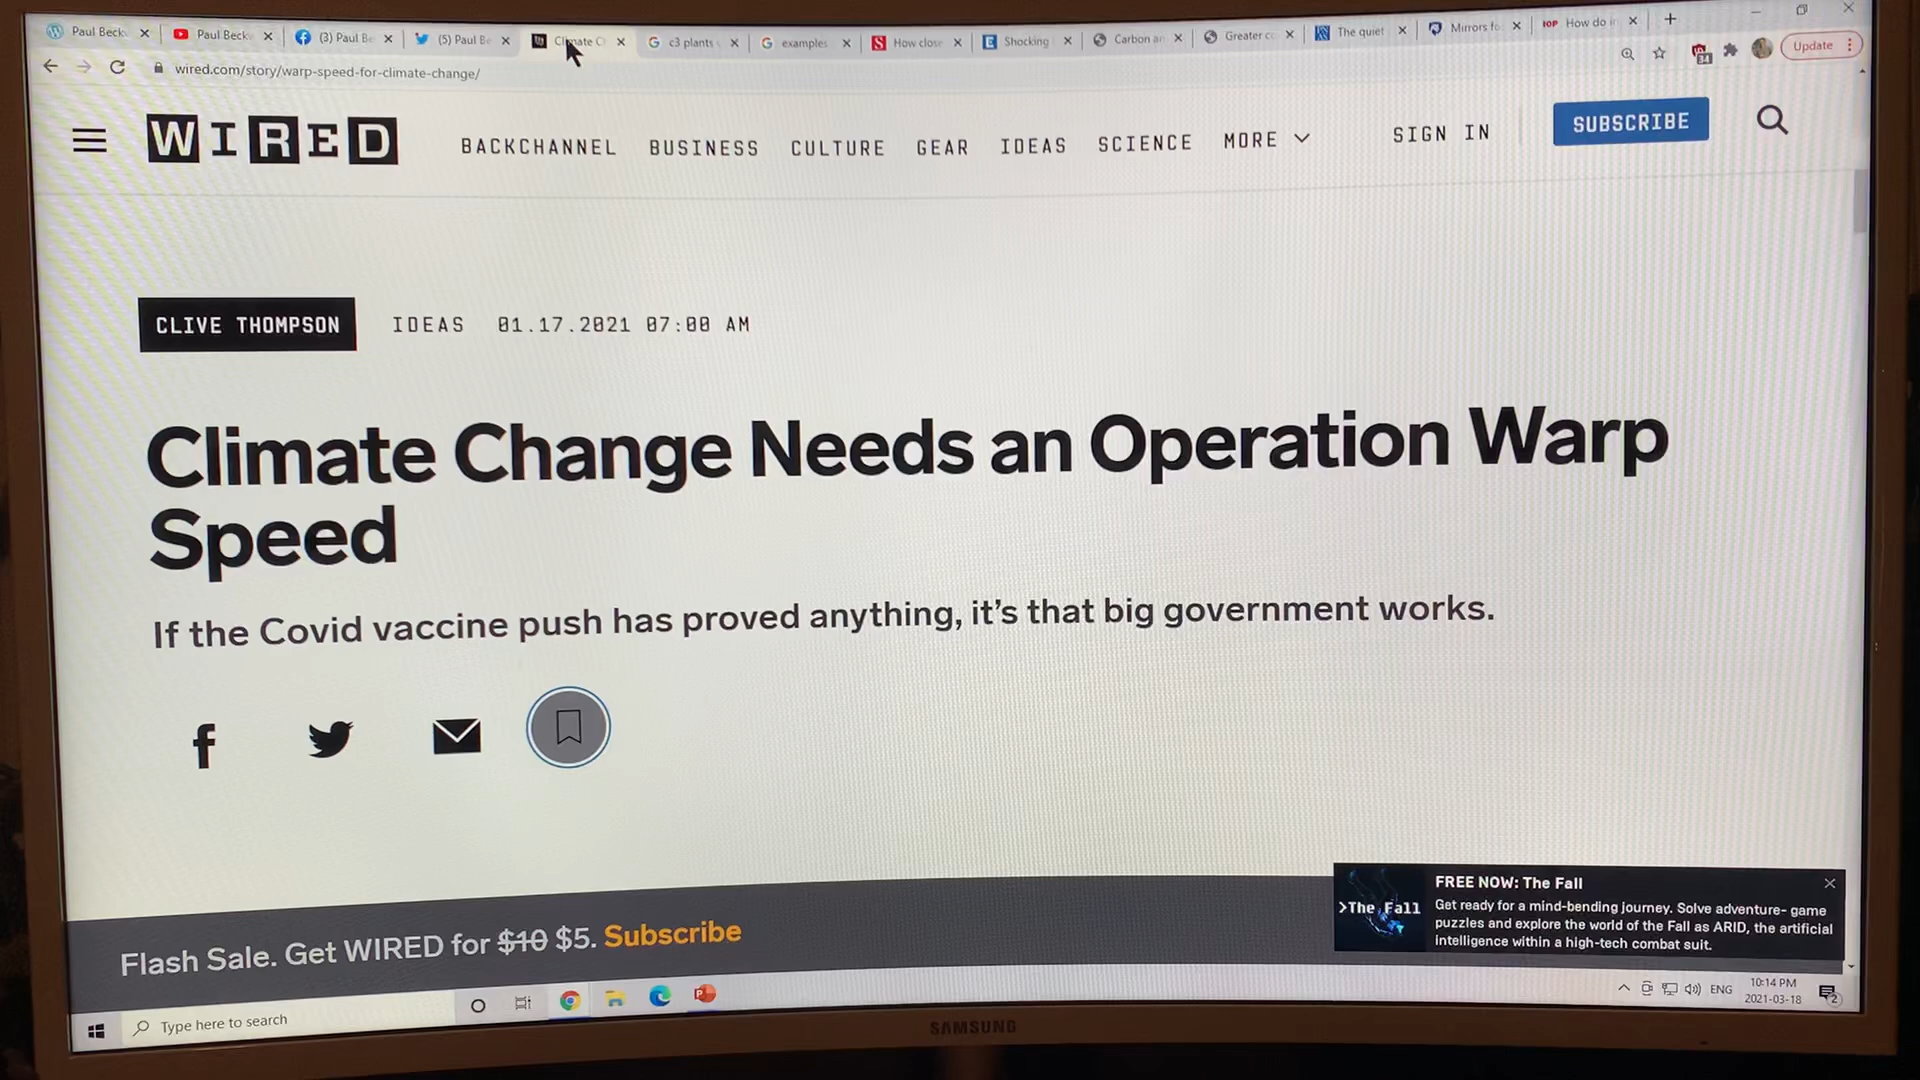 Paul Beck
Paul Beck
(3) Paul Be
(5) Paul Be
Climate C
c3 plants
examples
How close
Shocking
Carbon an
Greater co
The quiet
Mirrors fo
IOP How do i
wired.com/story/warp-speed-for-climate-change/
34
Update
WIRED
BACKCHANNEL
BUSINESS
CULTURE
GEAR
IDEAS
SCIENCE
MORE
SIGN IN
SUBSCRIBE
CLIVE THOMPSON
IDEAS
01.17.2021 07:00 AM
Climate Change Needs an Operation Warp
Speed
If the Covid vaccine push has proved anything, it's that big government works.
Flash Sale. Get WIRED for $10 $5. Subscribe
>The Fall
FREE NOW: The Fall
Get ready for a mind-bending journey. Solve adventure- game
puzzles and explore the world of the Fall as ARID, the artificial
intelligence within a high-tech combat suit.
Type here to search
ENG
10:14 PM
2021-03-18
2
SAMSUNG